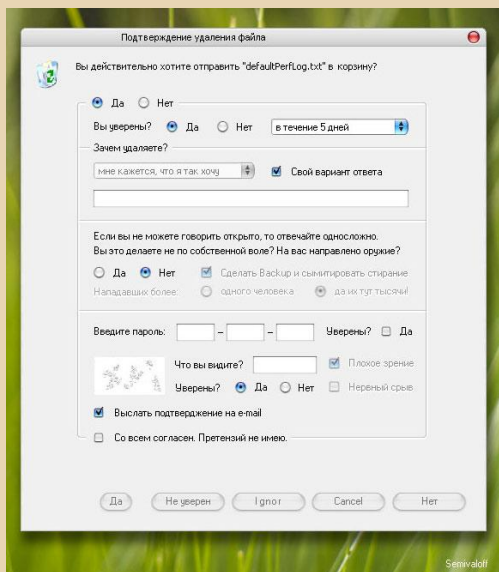 Подтверждение удаления файла
Вы действительно хотите отправить "defaultPerfLog.txt" в корзину?
Да Нет
Вы уверены? Да Нет в течение 5 дней
Зачем удаляете?
мне кажется, что я так хочу Свой вариант ответа
Если вы не можете говорить открыто, то отвечайте односложно.
Вы это делаете не по собственной воле? На вас направлено оружие?
Да Нет Сделать Backup и сымитировать стирание
Нападавших более: одного человека да их тут тысячи!
Введите пароль: – – Уверены? Да
Что вы видите? Плохое зрение
Уверены? Да Нет Нервный срыв
Выслать подтверджение на e-mail
Со всем согласен. Претензий не имею.
Да Не уверен Ignor Cancel Нет
Semivaloff